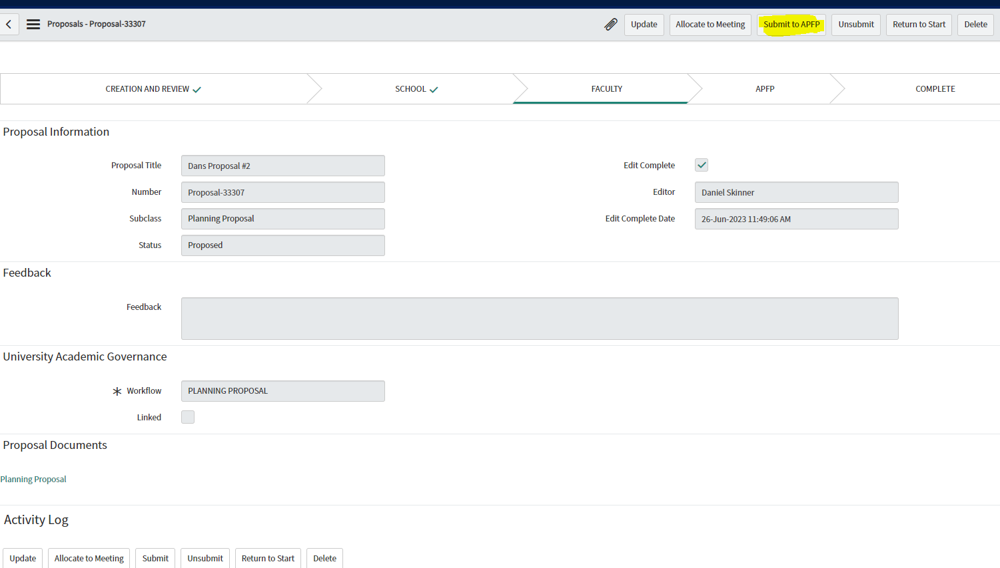 Proposals - Proposal-33307
Update Allocate to Meeting Submit to APFP Unsubmit Return to Start Delete
CREATION AND REVIEW SCHOOL FACULTY APFP COMPLETE
Proposal Information
Proposal Title Dans Proposal #2 Edit Complete
Number Proposal-33307 Editor Daniel Skinner
Subclass Planning Proposal Edit Complete Date 26-Jun-2023 11:49:06 AM
Status Proposed
Feedback
Feedback
University Academic Governance
Workflow PLANNING PROPOSAL
Linked
Proposal Documents
Planning Proposal
Activity Log
Update Allocate to Meeting Submit Unsubmit Return to Start Delete